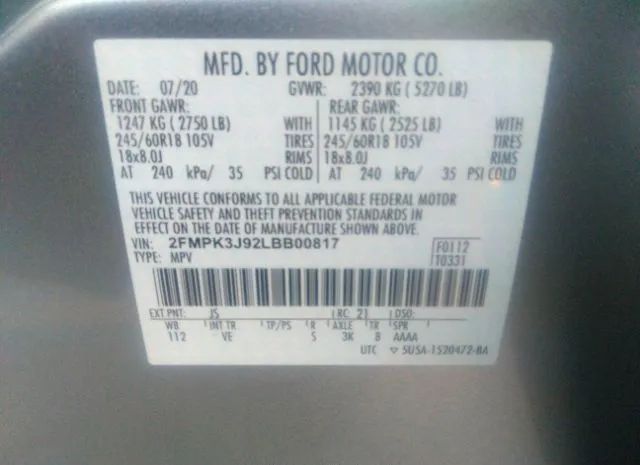 MFD. BY FORD MOTOR CO.
DATE: 07/20 GVWR: 2390 KG ( 5270 LB)
FRONT GAWR: REAR GAWR:
1247 KG ( 2750 LB) WITH 1145 KG ( 2525 LB) WITH
245/60R18 105V TIRES 245/60R18 105V TIRES
18x8.0J RIMS 18x8.0J RIMS
AT 240 kPa/ 35 PSI COLD AT 240 kPa/ 35 PSI COLD
THIS VEHICLE CONFORMS TO ALL APPLICABLE FEDERAL MOTOR
VEHICLE SAFETY AND THEFT PREVENTION STANDARDS IN
EFFECT ON THE DATE OF MANUFACTURE SHOWN ABOVE.
VIN: 2FMPK3J92LBB00817 F0112
TYPE: MPV T0331
EXT PNT: JS RC: 21 DSO:
WB INT TR TP/PS R AXLE TR SPR
112 VE 5 3K 8 AAAA
UTC ▽ 5USA-1520472-BA